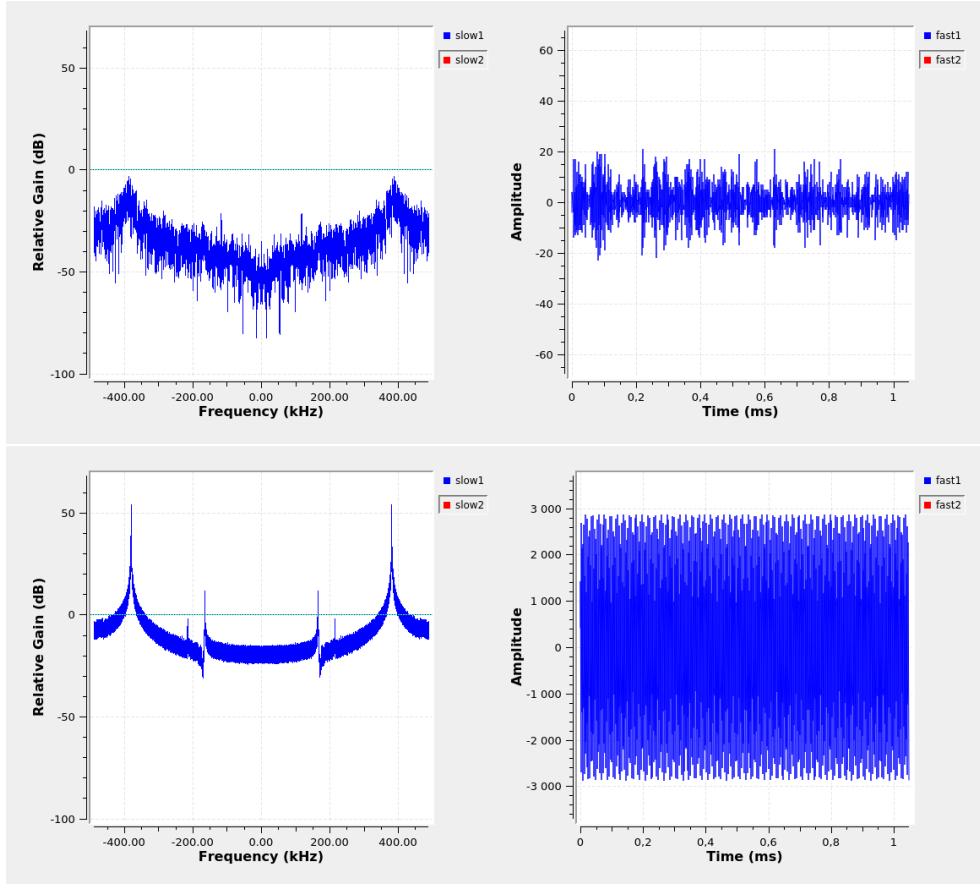 slow1
slow2
50
0
-50
-100
Relative Gain (dB)
-400.00 -200.00 0.00 200.00 400.00
Frequency (kHz)
fast1
fast2
60
40
20
0
-20
-40
-60
Amplitude
0 0,2 0,4 0,6 0,8 1
Time (ms)
slow1
slow2
50
0
-50
-100
Relative Gain (dB)
-400.00 -200.00 0.00 200.00 400.00
Frequency (kHz)
fast1
fast2
3 000
2 000
1 000
0
-1 000
-2 000
-3 000
Amplitude
0 0,2 0,4 0,6 0,8 1
Time (ms)